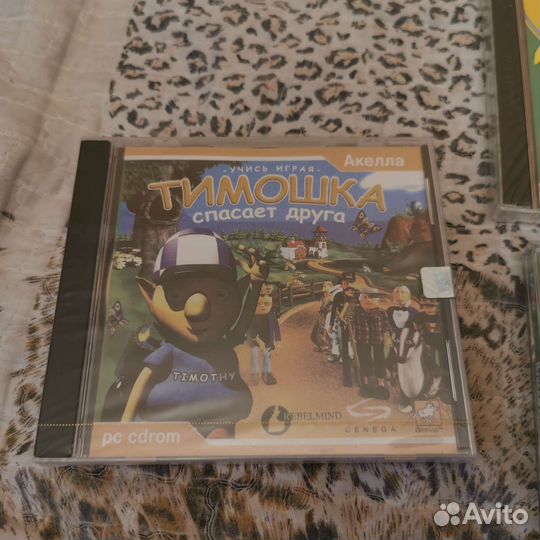 - УЧИСЬ ИГРАЯ -
Акелла
ТИМОШКА
спасает друга
TIMOTHY
REBELMIND
CENEGA
pc cdrom
Avito